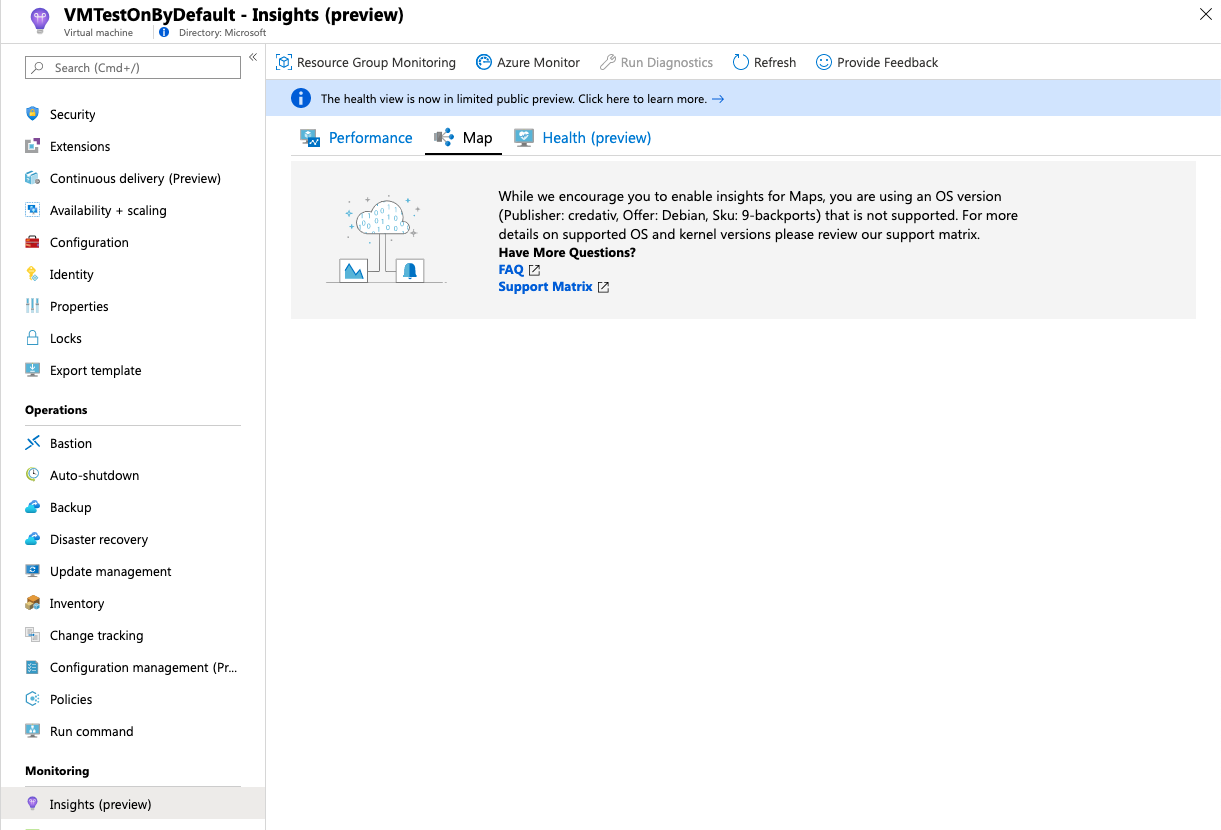 VMTestOnByDefault - Insights (preview)
Virtual machine
Directory: Microsoft
Search (Cmd+/)
Security
Extensions
Continuous delivery (Preview)
Availability + scaling
Configuration
Identity
Properties
Locks
Export template
Operations
Bastion
Auto-shutdown
Backup
Disaster recovery
Update management
Inventory
Change tracking
Configuration management (Pr...
Policies
Run command
Monitoring
Insights (preview)
Resource Group Monitoring
Azure Monitor
Run Diagnostics
Refresh
Provide Feedback
The health view is now in limited public preview. Click here to learn more. →
Performance
Map
Health (preview)
While we encourage you to enable insights for Maps, you are using an OS version
(Publisher: creativ, Offer: Debian, Sku: 9-backports) that is not supported. For more
details on supported OS and kernel versions please review our support matrix.
Have More Questions?
FAQ
Support Matrix